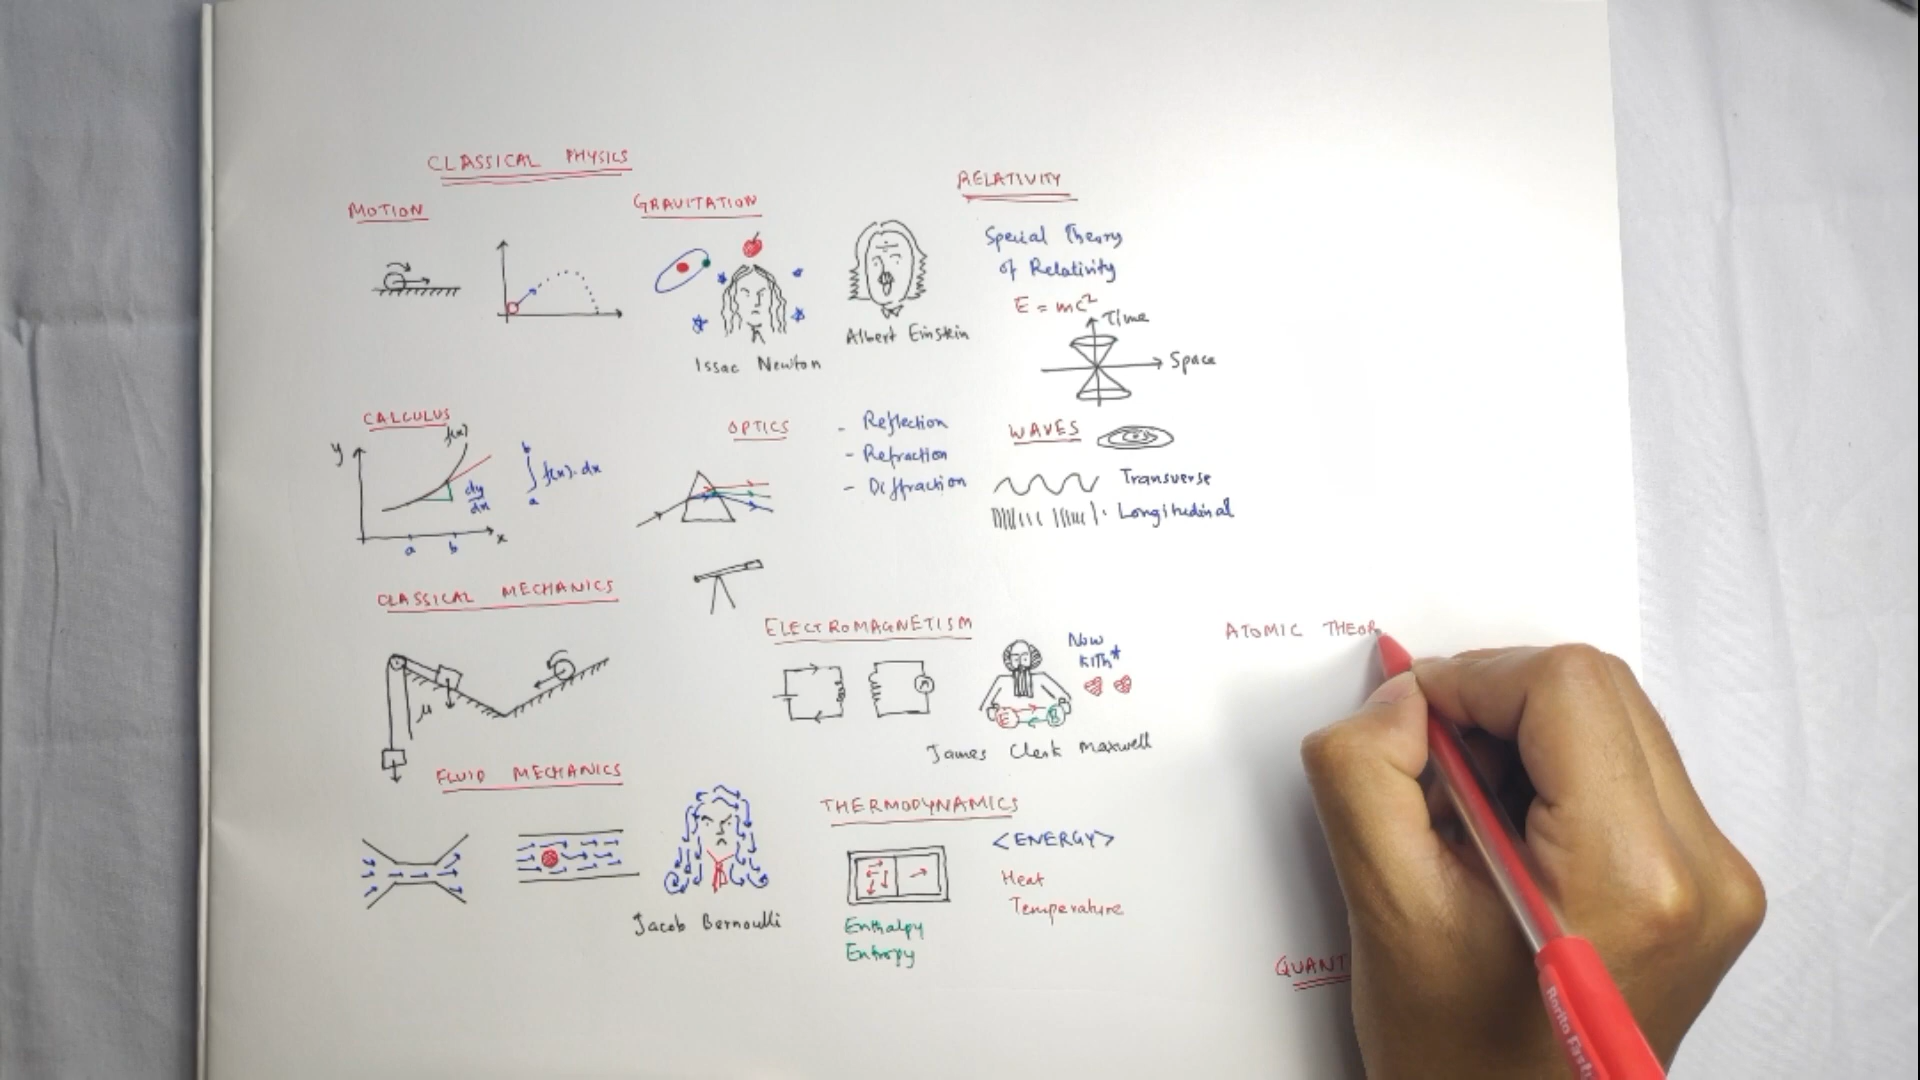 CLASSICAL PHYSICS
MOTION
GRAVITATION
Issac Newton
Albert Einstein
RELATIVITY
Special Theory
of Relativity
E = mc²
Time
Space
CALCULUS
y
f(x)
dy
dx
a
b
x
b
∫ f(x).dx
a
OPTICS
- Reflection
- Refraction
- Diffraction
WAVES
Transverse
Longitudinal
CLASSICAL MECHANICS
μ
ELECTROMAGNETISM
Now
KITH*
E
B
James Clerk Maxwell
ATOMIC THEOR
FLUID MECHANICS
Jacob Bernoulli
THERMODYNAMICS
<ENERGY>
Heat
Temperature
Enthalpy
Entropy
QUANT
Rorito Fash